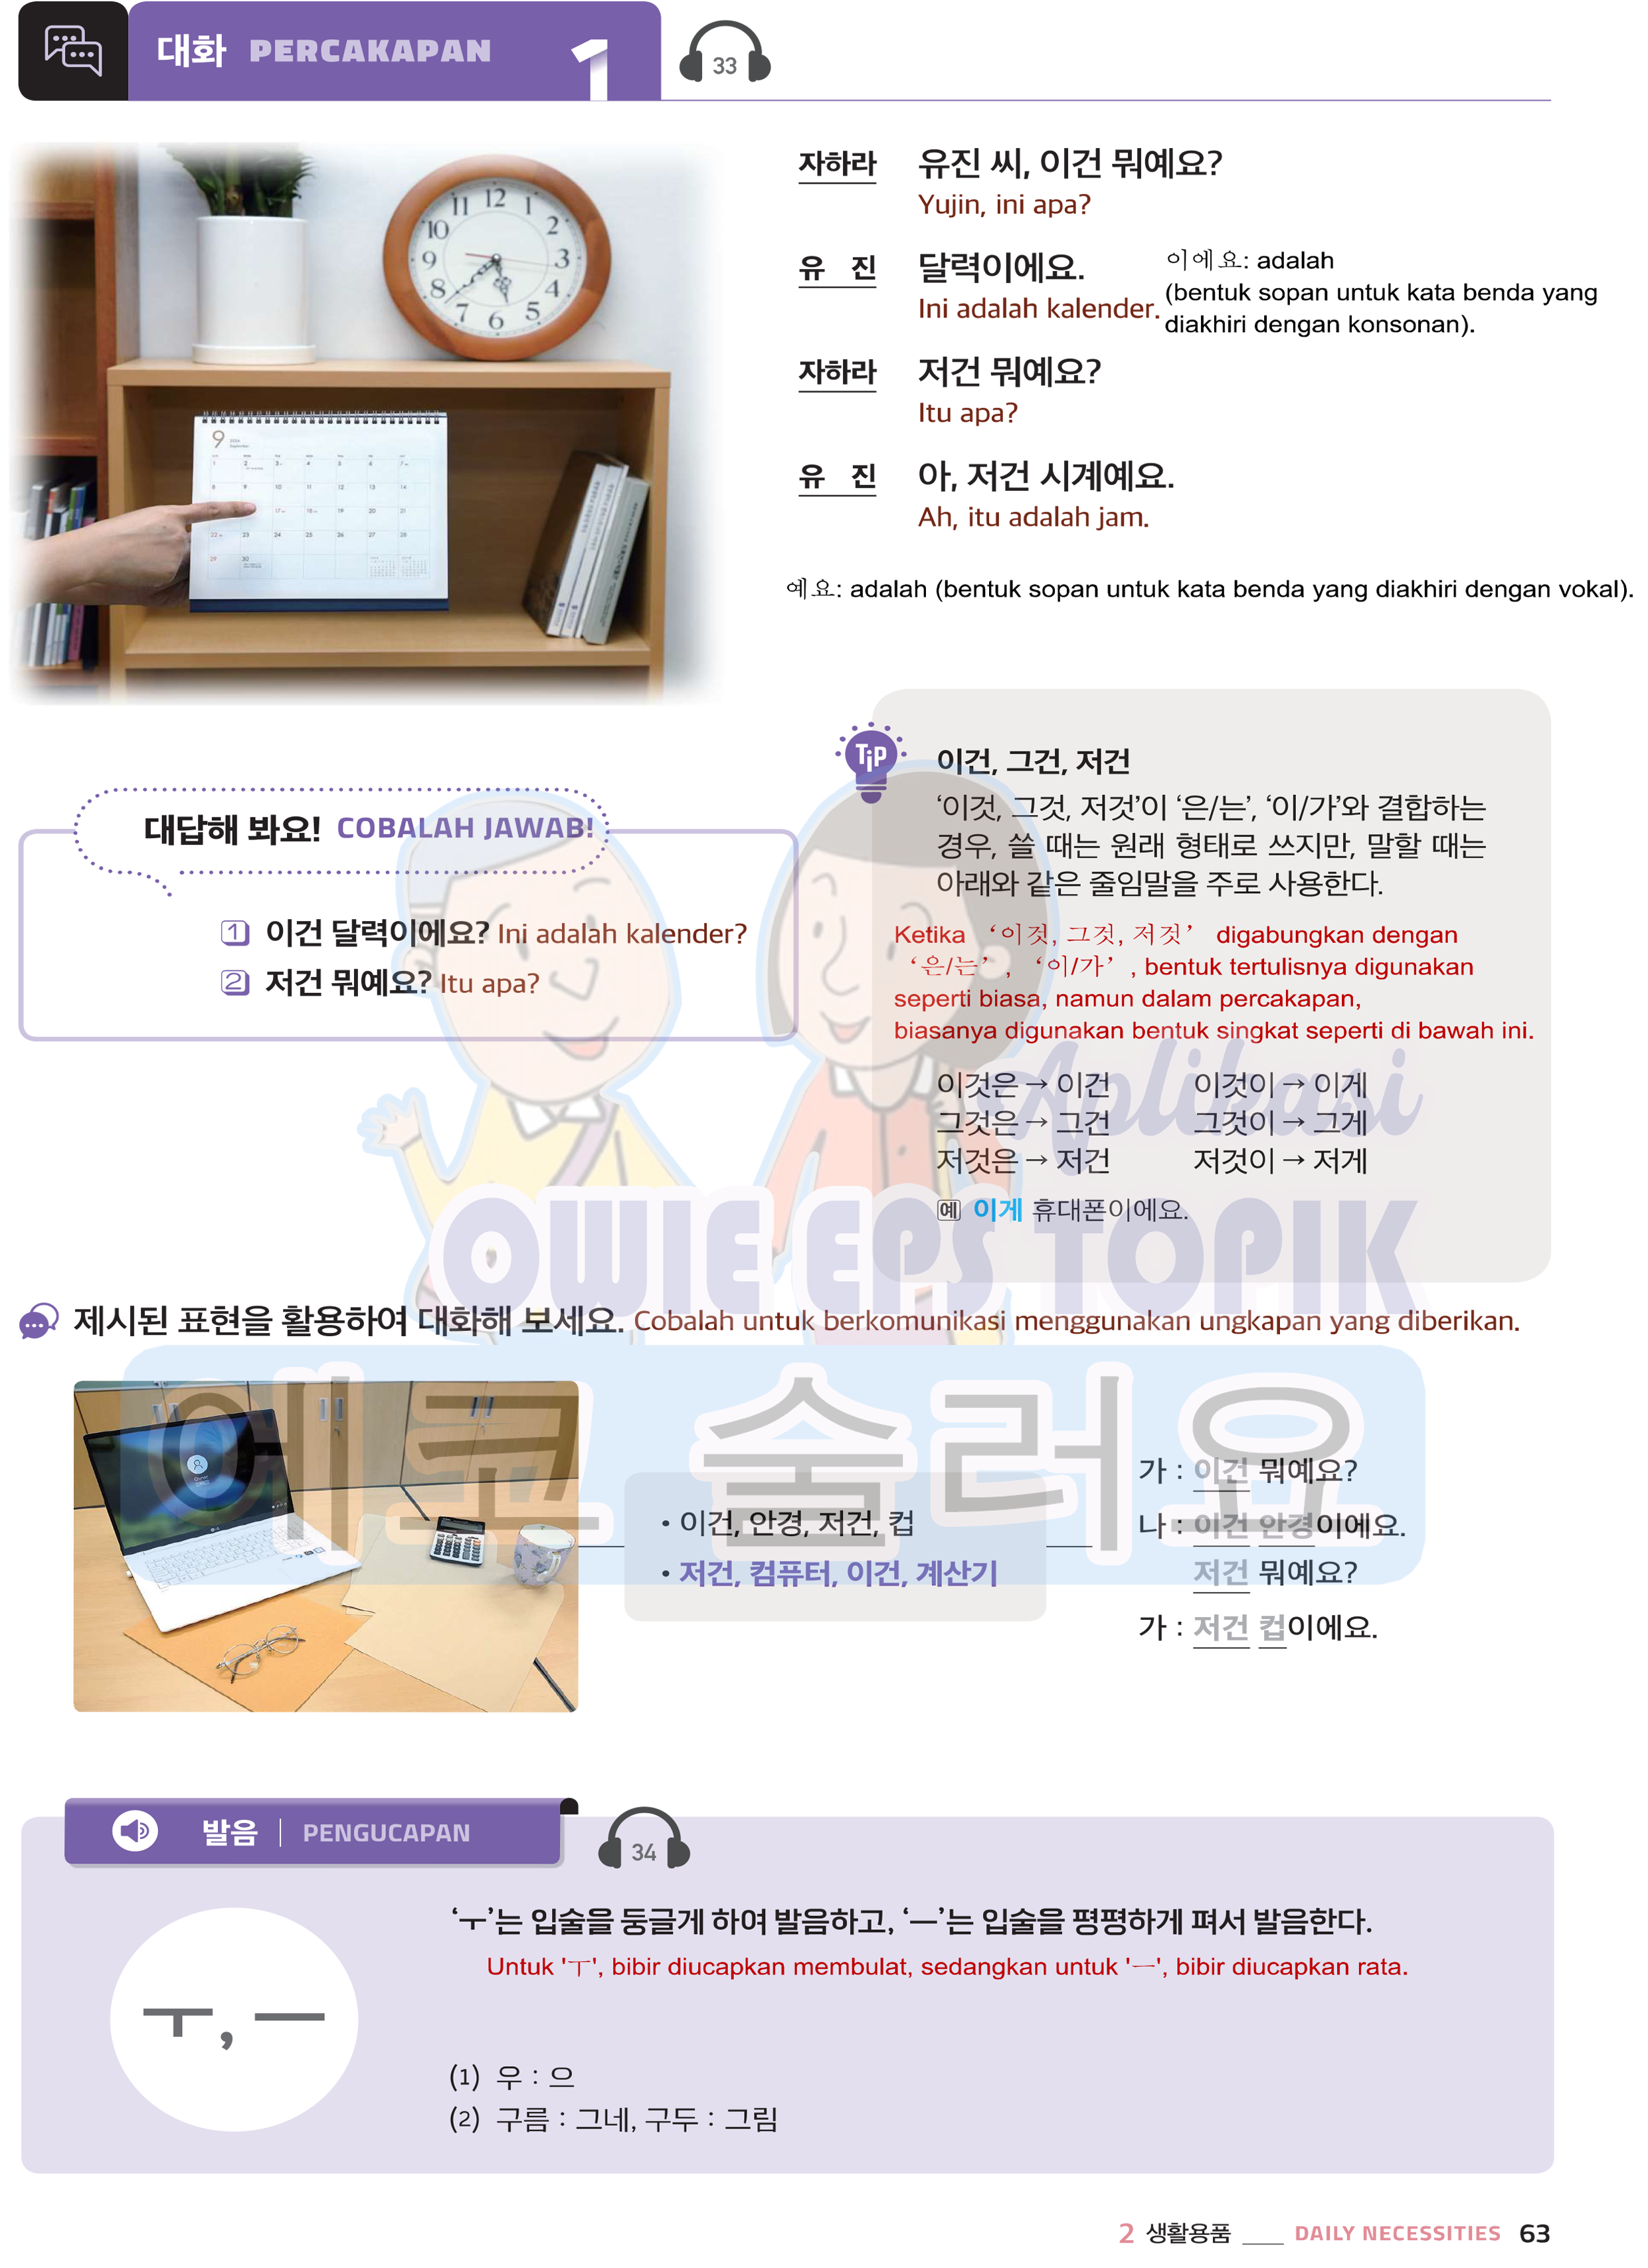 대화 PERCAKAPAN 1
33
자하라 유진 씨, 이건 뭐예요?
Yujin, ini apa?
유 진 달력이에요.
Ini adalah kalender.
이에요: adalah
(bentuk sopan untuk kata benda yang
diakhiri dengan konsonan).
자하라 저건 뭐예요?
Itu apa?
유 진 아, 저건 시계예요.
Ah, itu adalah jam.
예요: adalah (bentuk sopan untuk kata benda yang diakhiri dengan vokal).
대답해 봐요! COBALAH JAWAB!
1 이건 달력이에요? Ini adalah kalender?
2 저건 뭐예요? Itu apa?
Tip
이건, 그건, 저건
‘이것, 그것, 저것’이 ‘은/는’, ‘이/가’와 결합하는
경우, 쓸 때는 원래 형태로 쓰지만, 말할 때는
아래와 같은 줄임말을 주로 사용한다.
Ketika ‘이것, 그것, 저것’ digabungkan dengan
‘은/는’, ‘이/가’, bentuk tertulisnya digunakan
seperti biasa, namun dalam percakapan,
biasanya digunakan bentuk singkat seperti di bawah ini.
이것은 → 이건 이것이 → 이게
그것은 → 그건 그것이 → 그게
저것은 → 저건 저것이 → 저게
예 이게 휴대폰이에요.
Aplikasi
OWIE EPS TOPIK
에코 술러요
제시된 표현을 활용하여 대화해 보세요. Cobalah untuk berkomunikasi menggunakan ungkapan yang diberikan.
• 이건, 안경, 저건, 컵
• 저건, 컴퓨터, 이건, 계산기
가 : 이건 뭐예요?
나 : 이건 안경이에요.
저건 뭐예요?
가 : 저건 컵이에요.
발음 | PENGUCAPAN
34
ㅜ, ㅡ
‘ㅜ’는 입술을 둥글게 하여 발음하고, ‘ㅡ’는 입술을 평평하게 펴서 발음한다.
Untuk 'ㅜ', bibir diucapkan membulat, sedangkan untuk 'ㅡ', bibir diucapkan rata.
(1) 우 : 으
(2) 구름 : 그네, 구두 : 그림
2 생활용품 ___ DAILY NECESSITIES 63